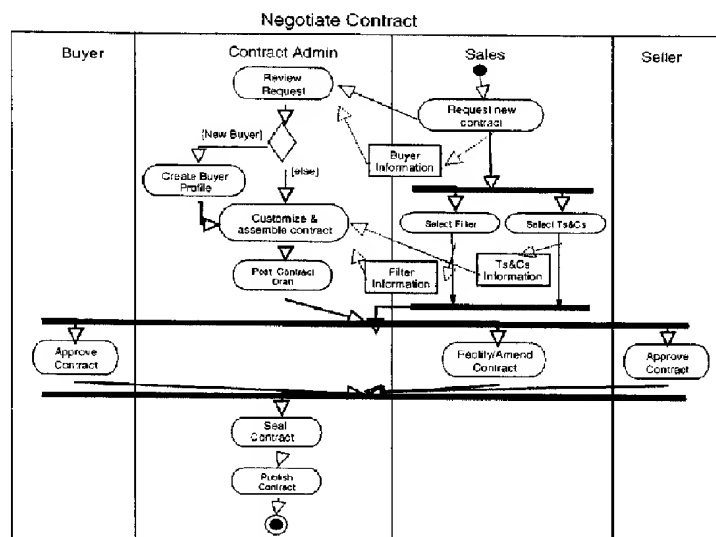 Negotiate Contract
Buyer
Contract Admin
Sales
Seller
Review
Request
Request new
contract
[New Buyer]
Buyer
Information
[else]
Create Buyer
Profile
Customize &
assemble contract
Select Filter
Select Ts&Cs
Post Contract
Draft
Filter
Information
Ts&Cs
Information
Approve
Contract
/Amend
Contract
Approve
Contract
Seal
Contract
Publish
Contract